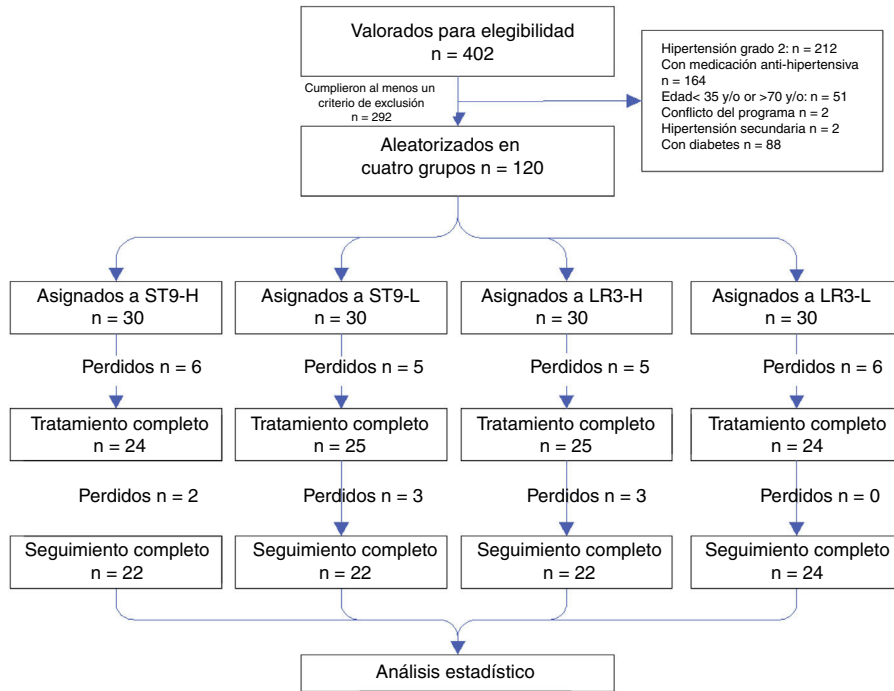 Valorados para elegibilidad
n = 402
Cumplieron al menos un
criterio de exclusión
n = 292
Hipertensión grado 2: n = 212
Con medicación anti-hipertensiva
n = 164
Edad< 35 y/o or >70 y/o: n = 51
Conflicto del programa n = 2
Hipertensión secundaria n = 2
Con diabetes n = 88
Aleatorizados en
cuatro grupos n = 120
Asignados a ST9-H
n = 30
Asignados a ST9-L
n = 30
Asignados a LR3-H
n = 30
Asignados a LR3-L
n = 30
Perdidos n = 6
Perdidos n = 5
Perdidos n = 5
Perdidos n = 6
Tratamiento completo
n = 24
Tratamiento completo
n = 25
Tratamiento completo
n = 25
Tratamiento completo
n = 24
Perdidos n = 2
Perdidos n = 3
Perdidos n = 3
Perdidos n = 0
Seguimiento completo
n = 22
Seguimiento completo
n = 22
Seguimiento completo
n = 22
Seguimiento completo
n = 24
Análisis estadístico